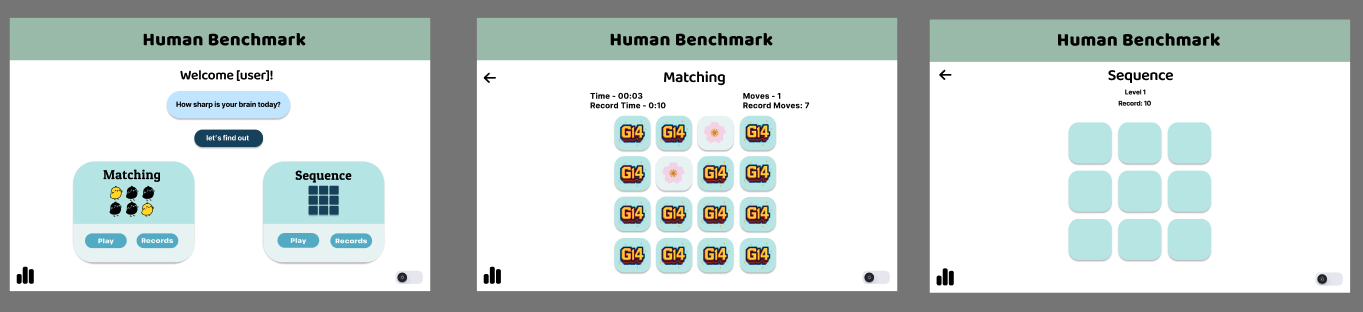 Human Benchmark
Welcome [user]!
How sharp is your brain today?
let's find out
Matching
Play
Records
Sequence
Play
Records
Human Benchmark
Matching
Time - 00:03
Record Time - 0:10
Moves - 1
Record Moves: 7
G14 G14 G14
G14 G14 G14
G14 G14 G14 G14
G14 G14 G14 G14
Human Benchmark
Sequence
Level 1
Record: 10